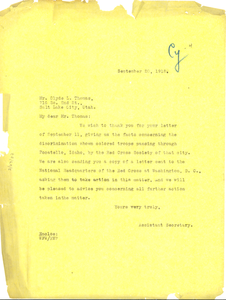 Cy
September 20, 1918.
Mr. Clyde L. Thomas,
Salt Lake City, Utah.
My dear Mr. Thomas:
We wish to thank you for your letter
of September 11, giving us the facts concerning the
discrimination shown colored troops passing through
Pocatello, Idaho, by the Red Cross Society of that city.
We are also sending you a copy of a letter sent to the
National Headquarters of the Red Cross at Washington, D. C.,
asking them to take action in this matter, and we will
be pleased to advise you concerning all further action
taken in the matter.
Yours very truly,
Assistant Secretary.